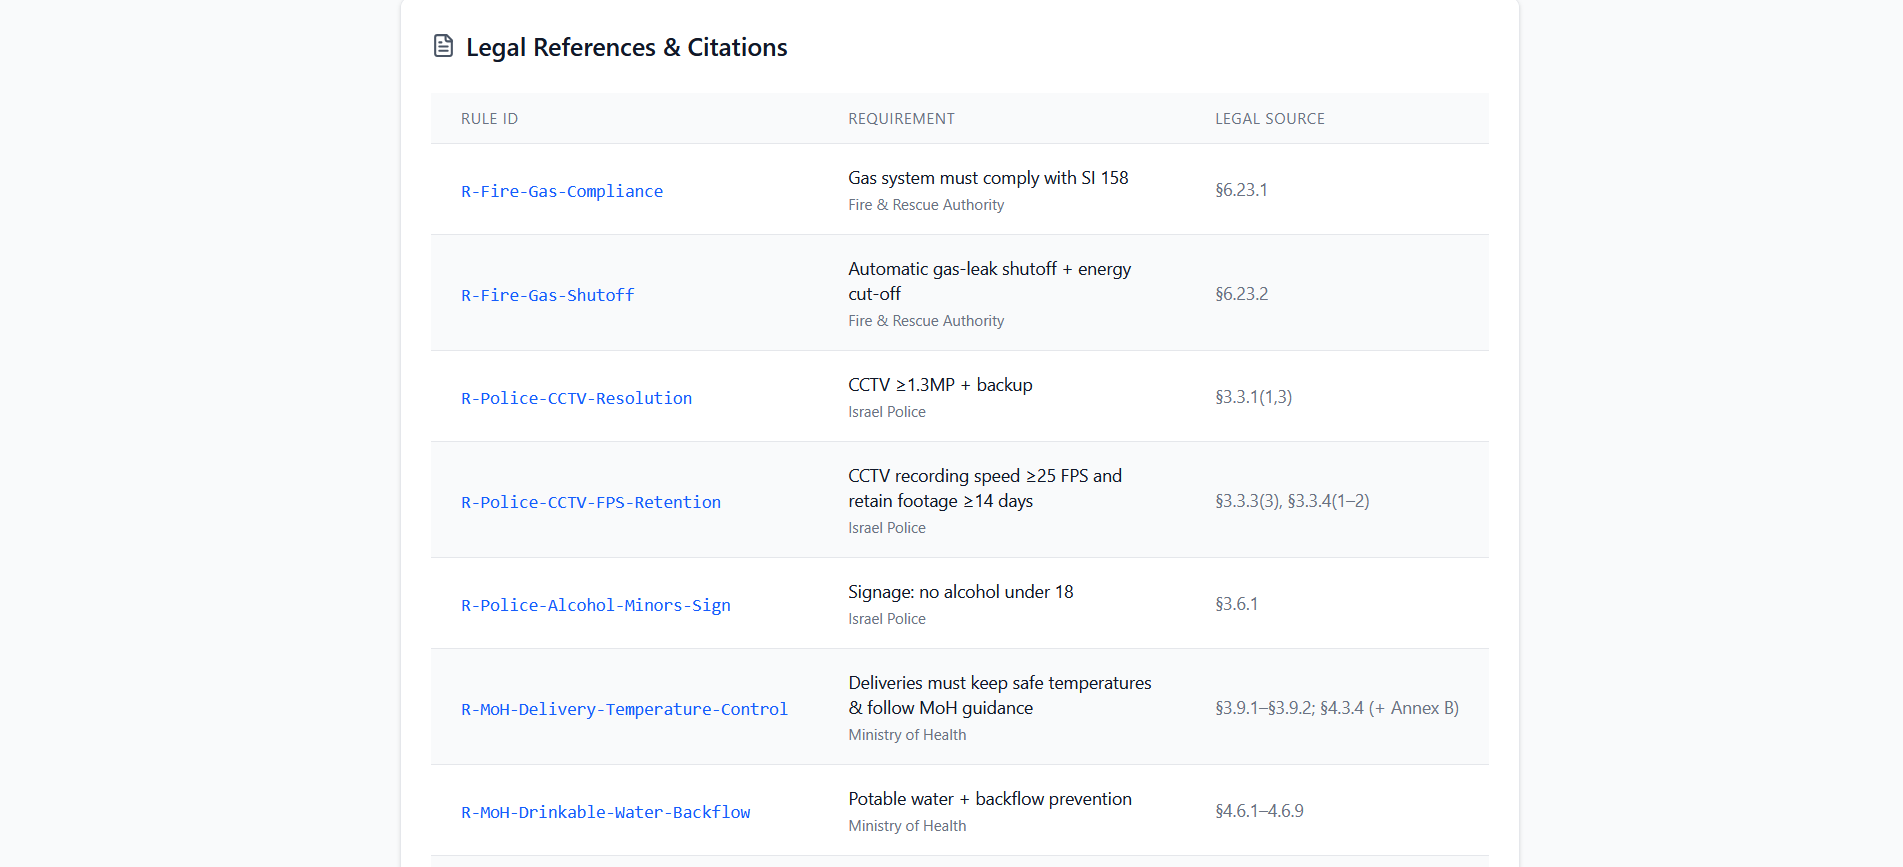 Legal References & Citations
RULE ID
REQUIREMENT
LEGAL SOURCE
R-Fire-Gas-Compliance
Gas system must comply with SI 158
Fire & Rescue Authority
§6.23.1
R-Fire-Gas-Shutoff
Automatic gas-leak shutoff + energy
cut-off
Fire & Rescue Authority
§6.23.2
R-Police-CCTV-Resolution
CCTV ≥1.3MP + backup
Israel Police
§3.3.1(1,3)
R-Police-CCTV-FPS-Retention
CCTV recording speed ≥25 FPS and
retain footage ≥14 days
Israel Police
§3.3.3(3), §3.3.4(1–2)
R-Police-Alcohol-Minors-Sign
Signage: no alcohol under 18
Israel Police
§3.6.1
R-MoH-Delivery-Temperature-Control
Deliveries must keep safe temperatures
& follow MoH guidance
Ministry of Health
§3.9.1–§3.9.2; §4.3.4 (+ Annex B)
R-MoH-Drinkable-Water-Backflow
Potable water + backflow prevention
Ministry of Health
§4.6.1–4.6.9